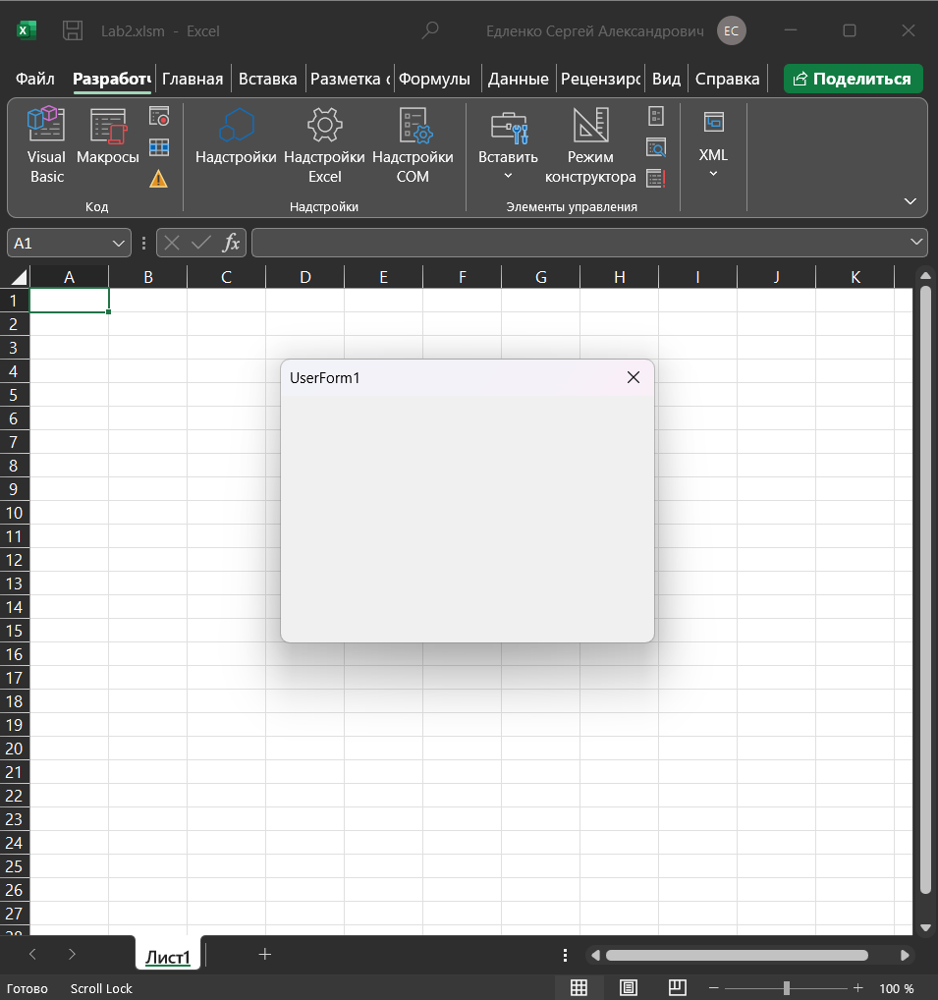 Lab2.xlsm - Excel
Едленко Сергей Александрович
ЕС
Файл
Разработч
Главная
Вставка
Разметка с
Формулы
Данные
Рецензирс
Вид
Справка
Поделиться
Visual Basic
Макросы
Надстройки
Надстройки Excel
Надстройки COM
Вставить
Режим конструктора
XML
Код
Надстройки
Элементы управления
A1
fx
A B C D E F G H I J K
1
2
3
4
5
6
7
8
9
10
11
12
13
14
15
16
17
18
19
20
21
22
23
24
25
26
27
28
UserForm1
Лист1
Готово
Scroll Lock
100 %